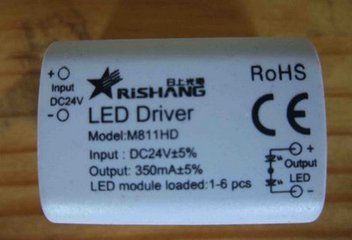 日上光電
RiSHANG
RoHS
+
Input
DC24V
-
LED Driver
CE
Model:M811HD
Input : DC24V±5%
Output: 350mA±5%
LED module loaded:1-6 pcs
+
Output
LED
-